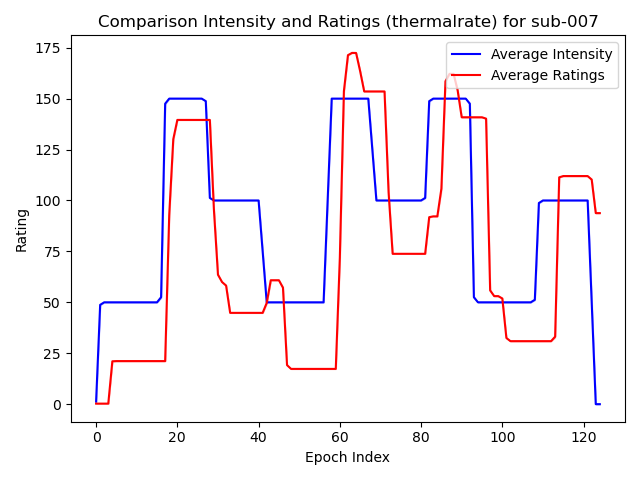 Comparison Intensity and Ratings (thermalrate) for sub-007
Average Intensity
Average Ratings
175
150
125
100
75
50
25
0
Rating
0 20 40 60 80 100 120
Epoch Index